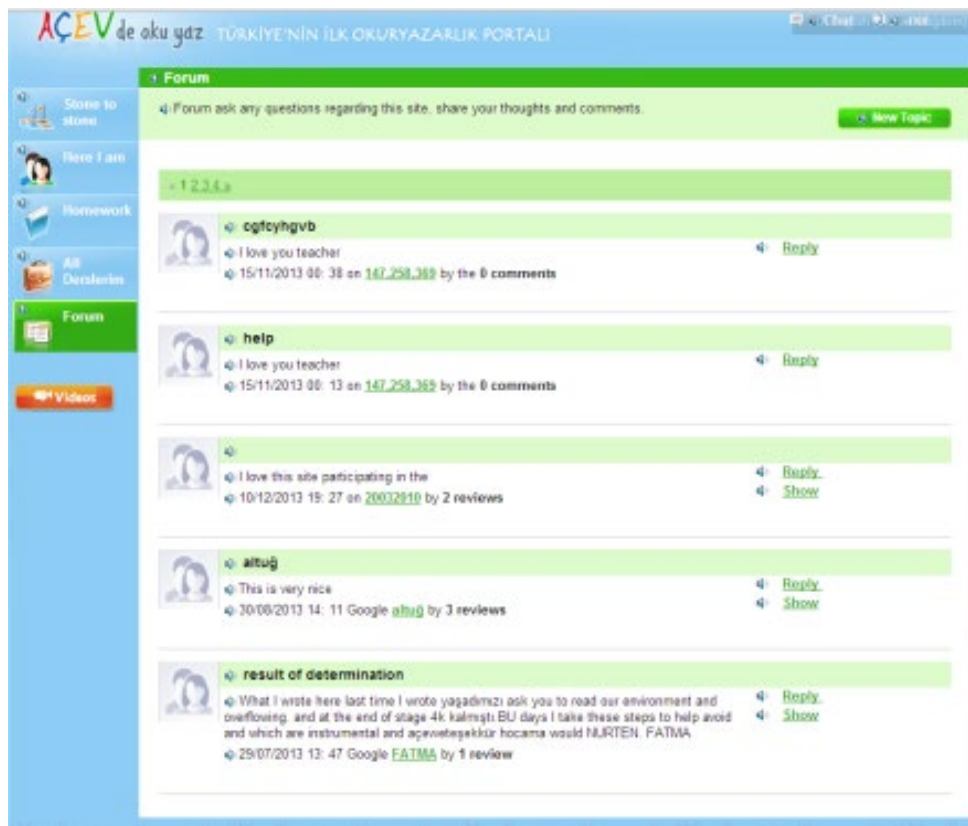 AÇEV de oku yaz TÜRKİYE'NİN İLK OKURYAZARLIK PORTALI
Chat
Forum
Stone to stone
Here I am
Homework
All Derslerim
Forum
Videos
Forum ask any questions regarding this site, share your thoughts and comments.
New Topic
« 1 2,3,4,»
cgfcyhgvb
I love you teacher
Reply
15/11/2013 00: 38 on 147,258,369 by the 0 comments
help
I love you teacher
Reply
15/11/2013 00: 13 on 147,258,369 by the 0 comments
I love this site participating in the
Reply
10/12/2013 19: 27 on 20032010 by 2 reviews
Show
altuğ
This is very nice
Reply
30/08/2013 14: 11 Google altuğ by 3 reviews
Show
result of determination
What I wrote here last time I wrote yaşadımızı ask you to read our environment and
Reply
overflowing. and at the end of stage 4k kalmıştı BU days I take these steps to help avoid
Show
and which are instrumental and açeveteşekkür hocama would NURTEN. FATMA
29/07/2013 13: 47 Google FATMA by 1 review